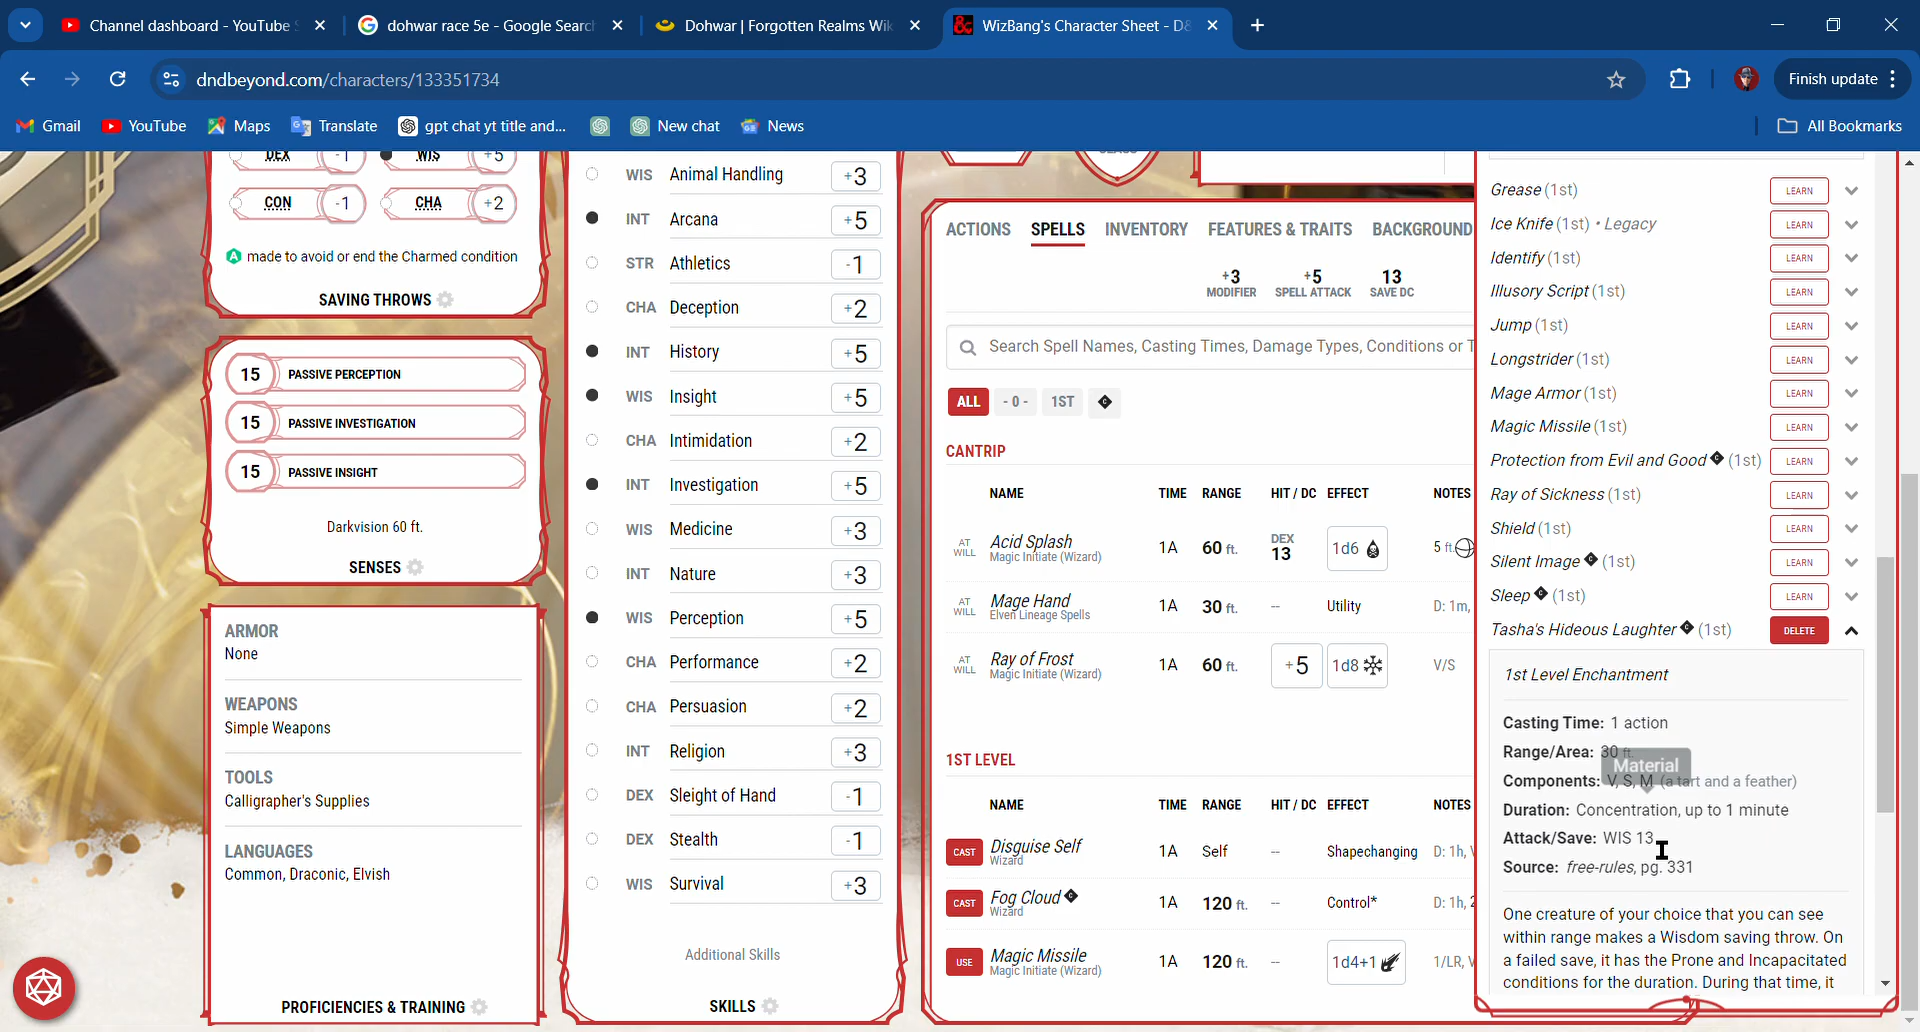 Channel dashboard - YouTube S
dohwar race 5e - Google Search
Dohwar | Forgotten Realms Wik
WizBang's Character Sheet - D&
dndbeyond.com/characters/133351734
Finish update
Gmail
YouTube
Maps
Translate
gpt chat yt title and...
New chat
News
All Bookmarks
DEX -1
WIS +5
CON -1
CHA +2
made to avoid or end the Charmed condition
SAVING THROWS
15 PASSIVE PERCEPTION
15 PASSIVE INVESTIGATION
15 PASSIVE INSIGHT
Darkvision 60 ft.
SENSES
ARMOR
None
WEAPONS
Simple Weapons
TOOLS
Calligrapher's Supplies
LANGUAGES
Common, Draconic, Elvish
PROFICIENCIES & TRAINING
WIS Animal Handling +3
INT Arcana +5
STR Athletics -1
CHA Deception +2
INT History +5
WIS Insight +5
CHA Intimidation +2
INT Investigation +5
WIS Medicine +3
INT Nature +3
WIS Perception +5
CHA Performance +2
CHA Persuasion +2
INT Religion +3
DEX Sleight of Hand -1
DEX Stealth -1
WIS Survival +3
Additional Skills
SKILLS
ACTIONS SPELLS INVENTORY FEATURES & TRAITS BACKGROUND
+3 +5 13
MODIFIER SPELL ATTACK SAVE DC
Search Spell Names, Casting Times, Damage Types, Conditions or T
ALL - 0 - 1ST C
CANTRIP
NAME TIME RANGE HIT / DC EFFECT NOTES
AT WILL Acid Splash 1A 60 ft. DEX 13 1d6 5 ft.
Magic Initiate (Wizard)
AT WILL Mage Hand 1A 30 ft. -- Utility D: 1m,
Elven Lineage Spells
AT WILL Ray of Frost 1A 60 ft. +5 1d8 V/S
Magic Initiate (Wizard)
1ST LEVEL
NAME TIME RANGE HIT / DC EFFECT NOTES
CAST Disguise Self 1A Self -- Shapechanging D: 1h, V
Wizard
CAST Fog Cloud C 1A 120 ft. -- Control* D: 1h, 2
Wizard
USE Magic Missile 1A 120 ft. -- 1d4+1 1/LR, V
Magic Initiate (Wizard)
Grease (1st) LEARN
Ice Knife (1st) • Legacy LEARN
Identify (1st) LEARN
Illusory Script (1st) LEARN
Jump (1st) LEARN
Longstrider (1st) LEARN
Mage Armor (1st) LEARN
Magic Missile (1st) LEARN
Protection from Evil and Good C (1st) LEARN
Ray of Sickness (1st) LEARN
Shield (1st) LEARN
Silent Image C (1st) LEARN
Sleep C (1st) LEARN
Tasha's Hideous Laughter C (1st) DELETE
1st Level Enchantment
Casting Time: 1 action
Range/Area: 30 ft.
Material
Components: V, S, M (a tart and a feather)
Duration: Concentration, up to 1 minute
Attack/Save: WIS 13
Source: free-rules, pg. 331
One creature of your choice that you can see
within range makes a Wisdom saving throw. On
a failed save, it has the Prone and Incapacitated
conditions for the duration. During that time, it